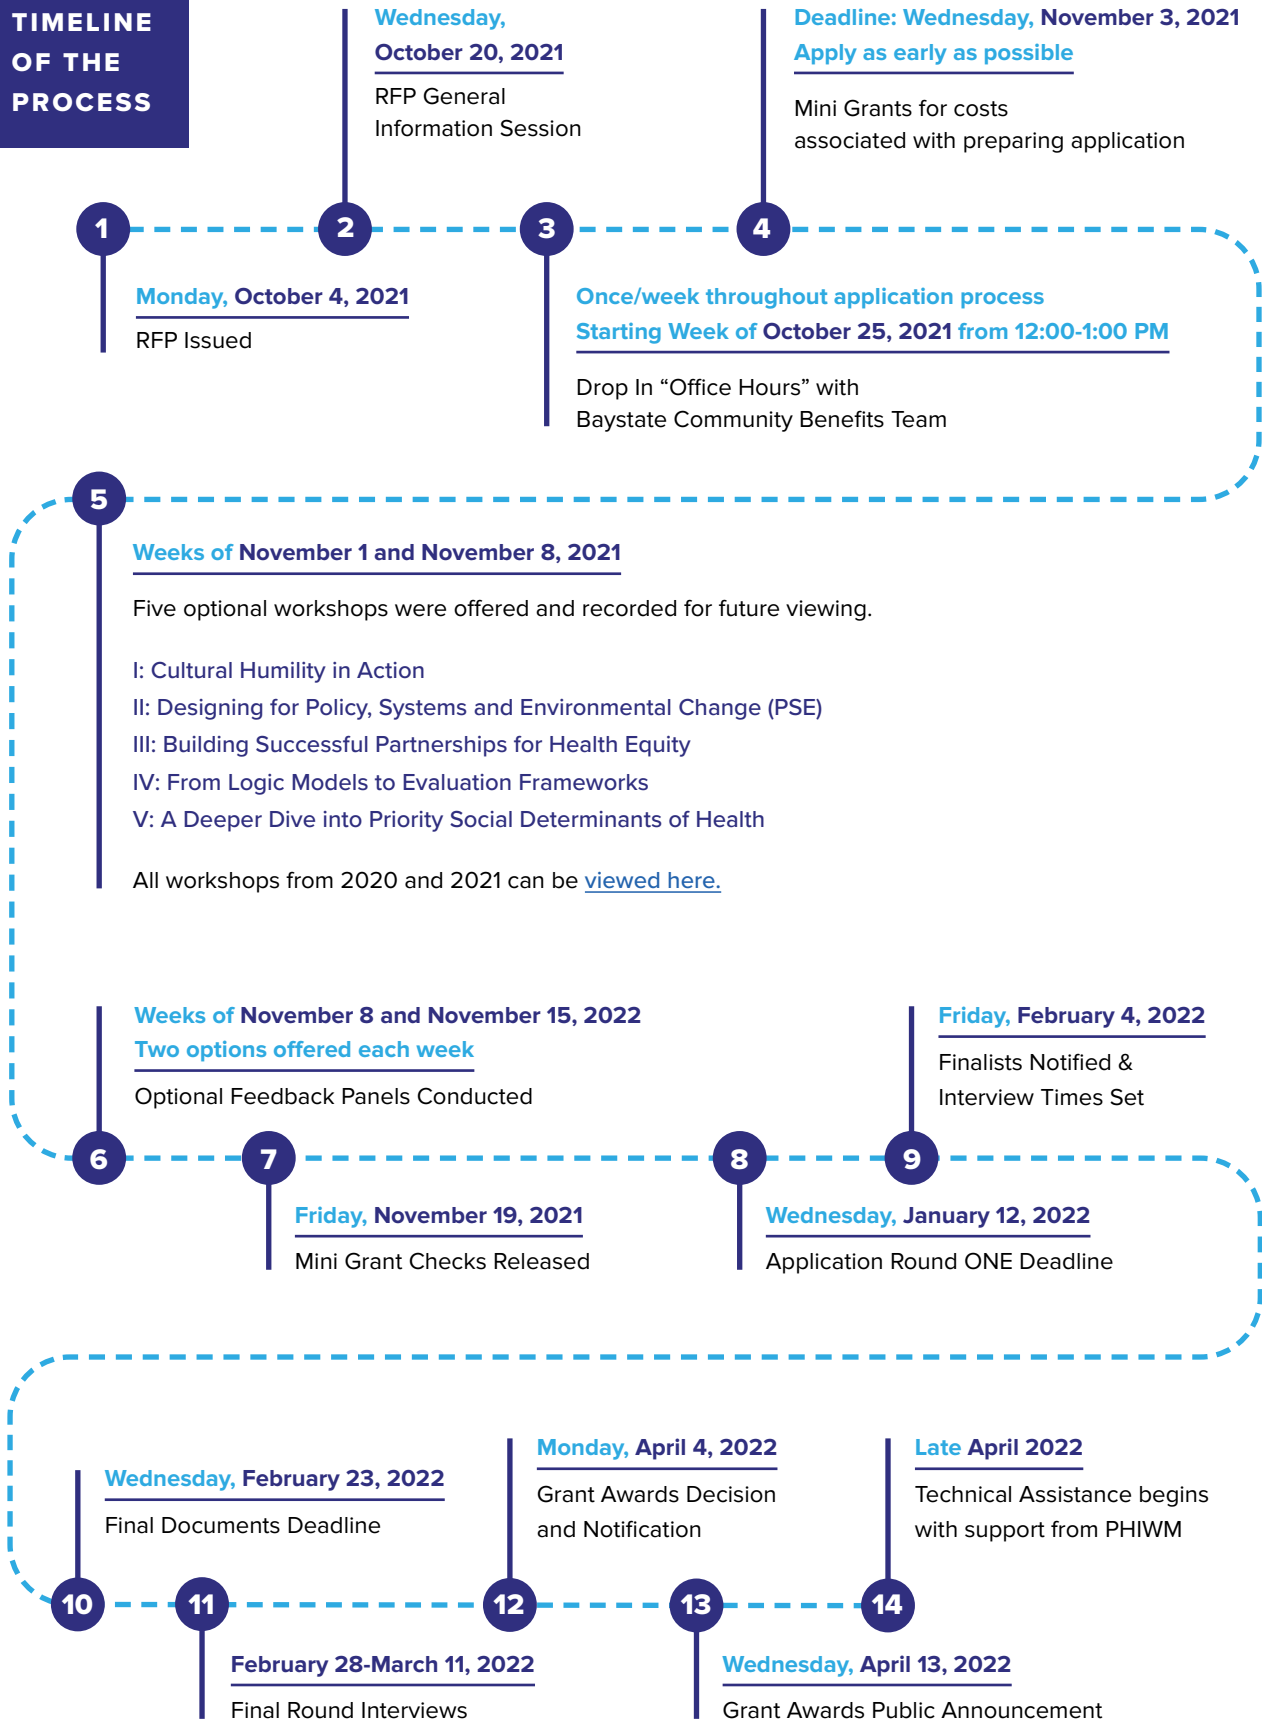 TIMELINE
OF THE
PROCESS
1
Monday, October 4, 2021
RFP Issued
2
Wednesday,
October 20, 2021
RFP General
Information Session
3
Once/week throughout application process
Starting Week of October 25, 2021 from 12:00-1:00 PM
Drop In “Office Hours” with
Baystate Community Benefits Team
4
Deadline: Wednesday, November 3, 2021
Apply as early as possible
Mini Grants for costs
associated with preparing application
5
Weeks of November 1 and November 8, 2021
Five optional workshops were offered and recorded for future viewing.
I: Cultural Humility in Action
II: Designing for Policy, Systems and Environmental Change (PSE)
III: Building Successful Partnerships for Health Equity
IV: From Logic Models to Evaluation Frameworks
V: A Deeper Dive into Priority Social Determinants of Health
All workshops from 2020 and 2021 can be viewed here.
6
Weeks of November 8 and November 15, 2022
Two options offered each week
Optional Feedback Panels Conducted
7
Friday, November 19, 2021
Mini Grant Checks Released
8
Wednesday, January 12, 2022
Application Round ONE Deadline
9
Friday, February 4, 2022
Finalists Notified &
Interview Times Set
10
Wednesday, February 23, 2022
Final Documents Deadline
11
February 28-March 11, 2022
Final Round Interviews
12
Monday, April 4, 2022
Grant Awards Decision
and Notification
13
Wednesday, April 13, 2022
Grant Awards Public Announcement
14
Late April 2022
Technical Assistance begins
with support from PHIWM